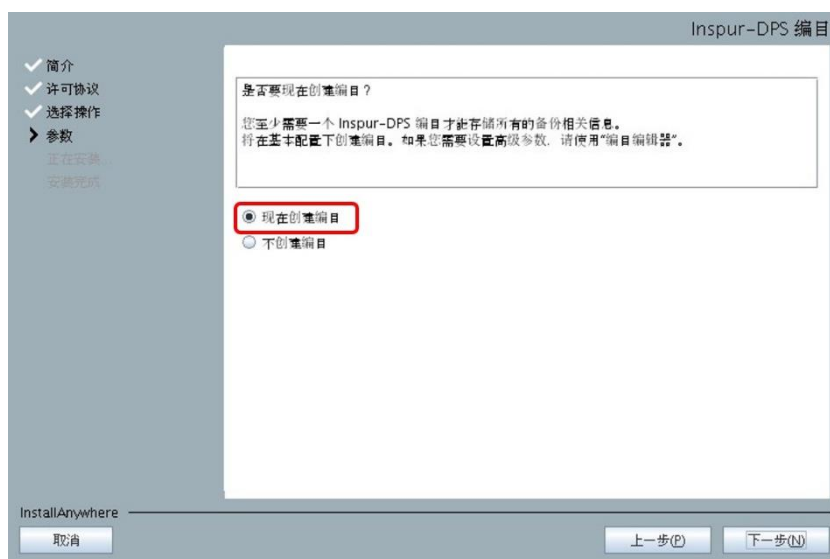 Inspur-DPS 编目
简介
许可协议
选择操作
参数
正在安装...
安装完成
是否要现在创建编目？
您至少需要一个 Inspur-DPS 编目才能存储所有的备份相关信息。
将在基本配置下创建编目。如果您需要设置高级参数，请使用“编目编辑器”。
现在创建编目
不创建编目
InstallAnywhere
取消
上一步(P)
下一步(N)